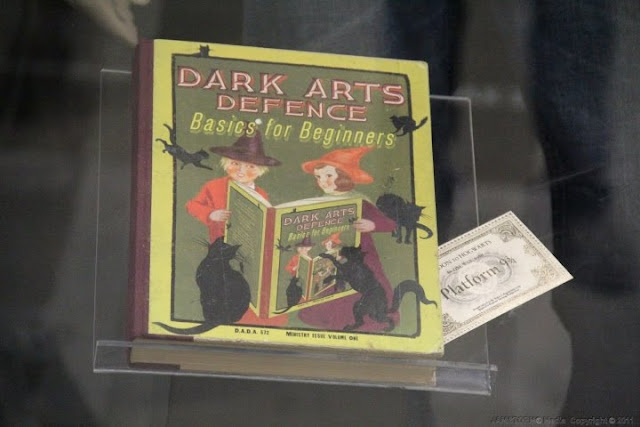 DARK ARTS
DEFENCE
Basics for Beginners
DARK ARTS
DEFENCE
Basics for Beginners
D.A.D.A. 572 MINISTRY ISSUE VOLUME ONE
Platform 9¾